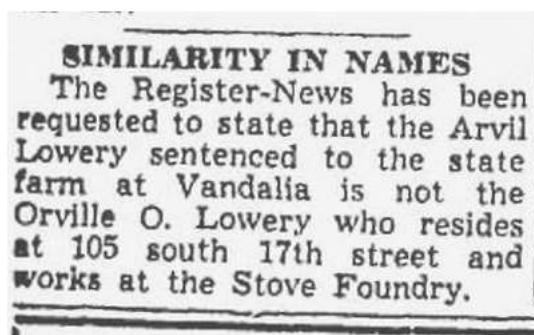 SIMILARITY IN NAMES
The Register-News has been
requested to state that the Arvil
Lowery sentenced to the state
farm at Vandalia is not the
Orville O. Lowery who resides
at 105 south 17th street and
works at the Stove Foundry.